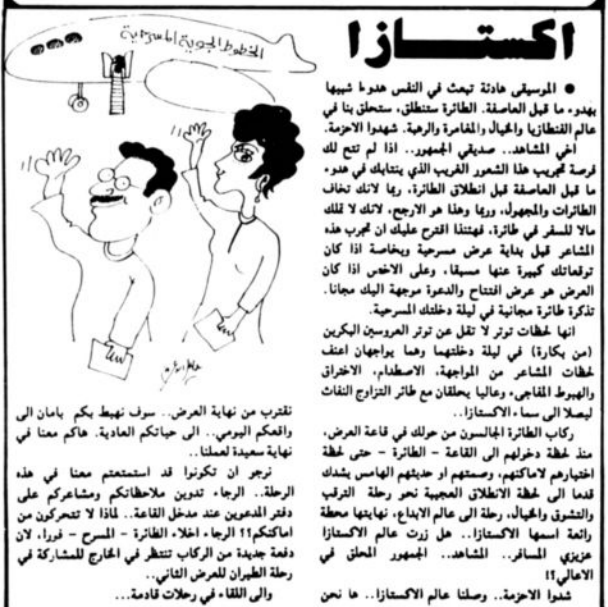 اكستـــازا
● الموسيقى هادئة تبعث في النفس هدوءا شبيها
بهدوء ما قبل العاصفة. الطائرة ستنطلق، ستحلق بنا في
عالم الفنطازيا والخيال والمغامرة والرهبة. شهدوا الاحزمة.
اخي المشاهد.. صديقي الجمهور.. اذا لم تتح لك
فرصة تجريب هذا الشعور الغريب الذي ينتابك في هدوء
ما قبل العاصفة قبل انطلاق الطائرة، ربما لانك تخاف
الطائرات والمجهول، وربما وهذا هو الارجح، لانك لا تملك
مالا للسفر في طائرة، فهتنذا اقترح عليك ان تجرب هذه
المشاعر قبل بداية عرض مسرحية وبخاصة اذا كان
توقعاتك كبيرة عنها مسبقا، وعلى الاخص اذا كان
العرض هو عرض افتتاح والدعوة موجهة اليك مجانا.
تذكرة طائرة مجانية في ليلة دخلتك المسرحية.
انها لحظات توتر لا تقل عن توتر العروسين البكرين
(من بكارة) في ليلة دخلتهما وهما يواجهان اعنف
لحظات المشاعر من المواجهة، الاصطدام، الاختراق
والهبوط المفاجىء وعاليا يحلقان مع طائر التزاوج النفاث
ليصلا الى سماء الاكستازا..
ركاب الطائرة الجالسون من حولك في قاعة العرض،
منذ لحظة دخولهم الى القاعة - الطائرة - حتى لحظة
اختيارهم لاماكنهم، وصمتهم او حديثهم الهامس يشدك
قدما الى لحظة الانطلاق العجيبة نحو رحلة الترقب
والتشوق والخيال، رحلة الى عالم الابداع، نهايتها محطة
رائعة اسمها الاكستازا.. هل زرت عالم الاكستازا
عزيزي المسافر.. المشاهد.. الجمهور المحلق في
الاعالي؟!
شدوا الاحزمة.. وصلنا عالم الاكستازا.. ها نحن
الخطوط الجوية المسرحية
نقترب من نهاية العرض.. سوف نهبط بكم بامان الى
واقعكم اليومي.. الى حياتكم العادية. هاكم معنا في
نهاية سعيدة لعملنا..
نرجو ان تكونوا قد استمتعتم معنا في هذه
الرحلة.. الرجاء تدوين ملاحظاتكم ومشاعركم على
دفتر المدعوين عند مدخل القاعة.. لماذا لا تتحركون من
اماكنكم؟؟ الرجاء اخلاء الطائرة - المسرح - فورا، لان
دفعة جديدة من الركاب تنتظر في الخارج للمشاركة في
رحلة الطيران للعرض الثاني..
والى اللقاء في رحلات قادمة...